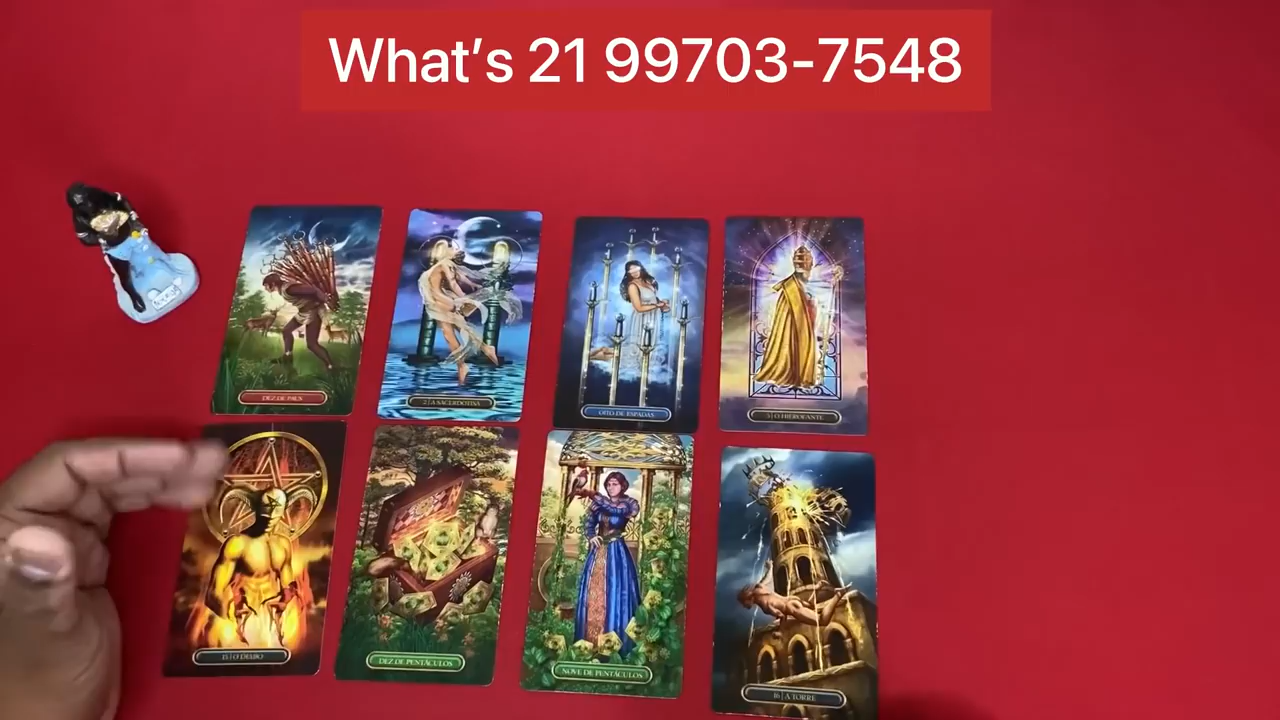 What’s 21 99703-7548
DEZ DE PAUS
2 | A SACERDOTISA
OITO DE ESPADAS
5 | O HIEROFANTE
15 | O DIABO
DEZ DE PENTÁCULOS
NOVE DE PENTÁCULOS
16 | A TORRE